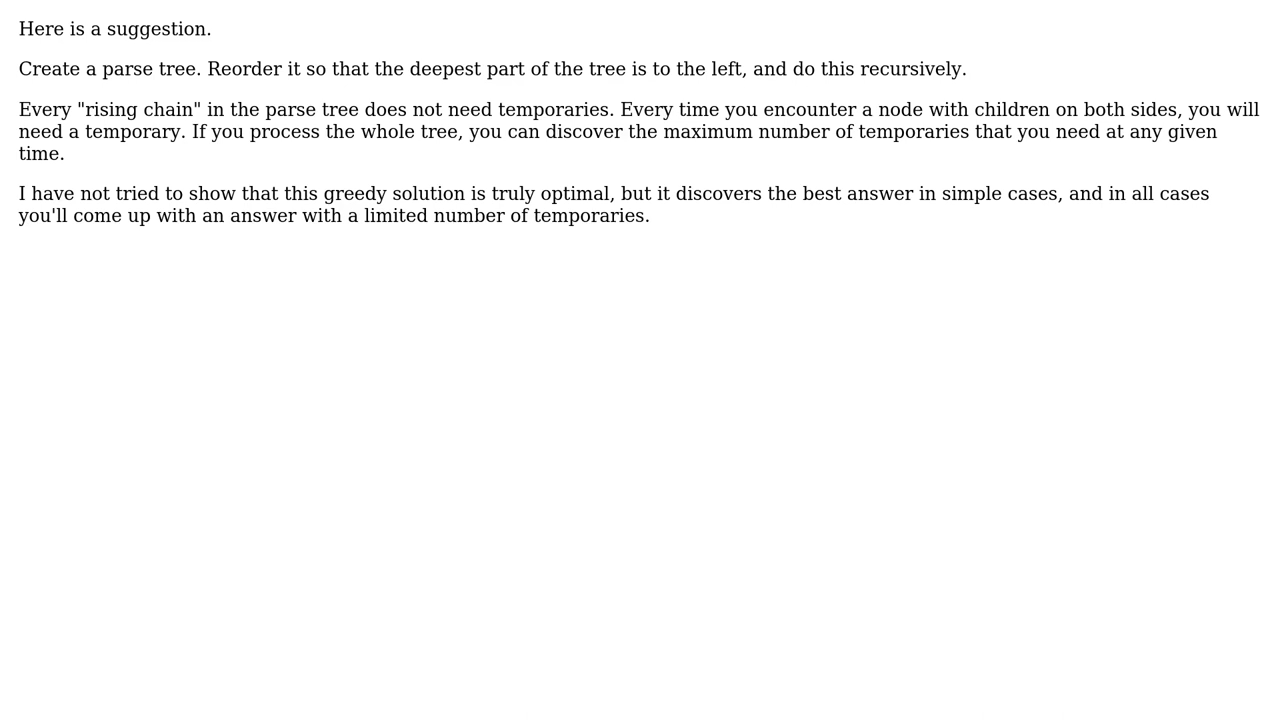 Here is a suggestion.
Create a parse tree. Reorder it so that the deepest part of the tree is to the left, and do this recursively.
Every "rising chain" in the parse tree does not need temporaries. Every time you encounter a node with children on both sides, you will
need a temporary. If you process the whole tree, you can discover the maximum number of temporaries that you need at any given
time.
I have not tried to show that this greedy solution is truly optimal, but it discovers the best answer in simple cases, and in all cases
you'll come up with an answer with a limited number of temporaries.